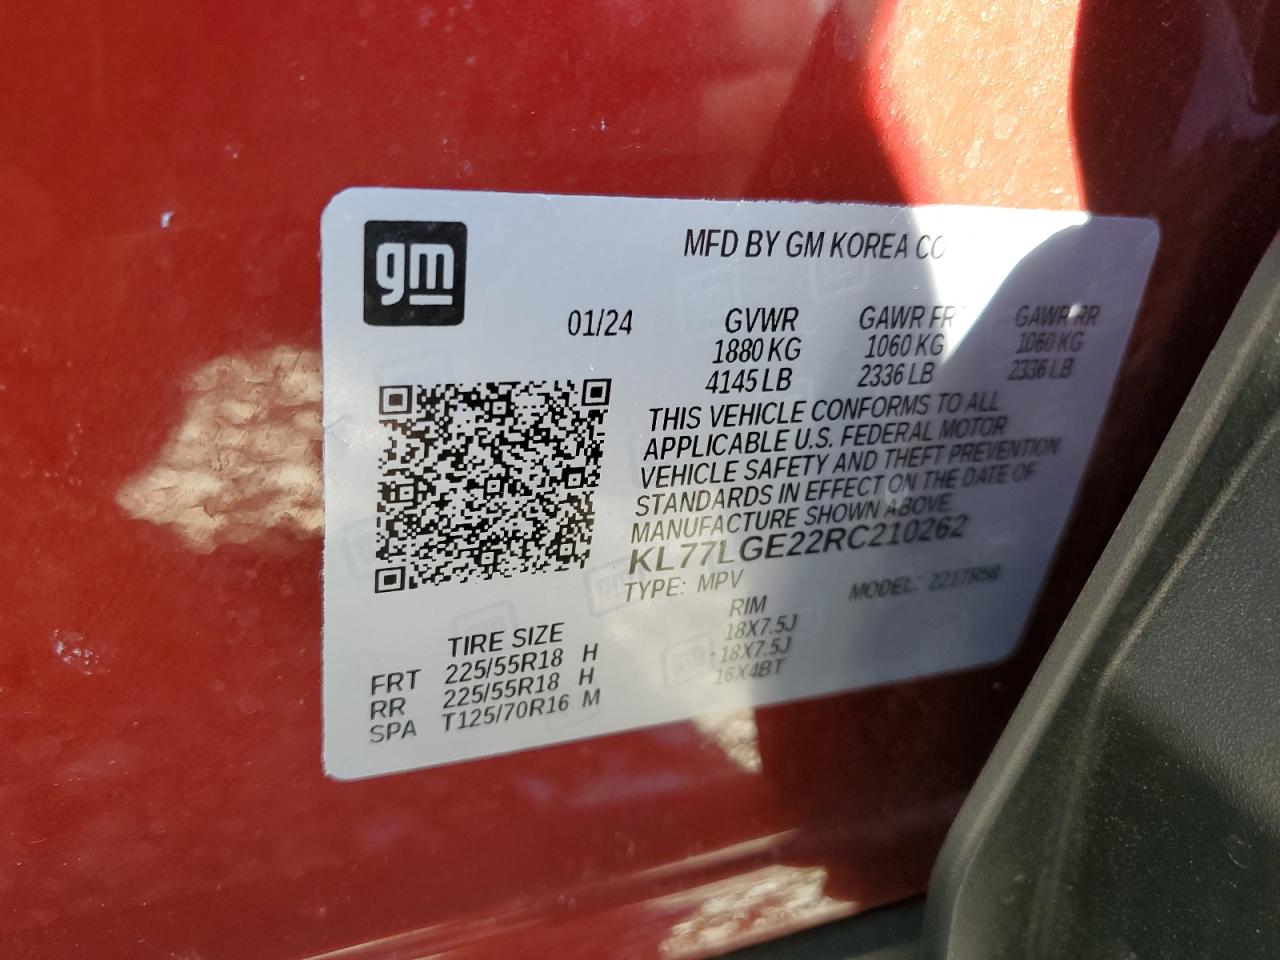 gm
MFD BY GM KOREA CO
01/24 GVWR GAWR FRT GAWR RR
1880 KG 1060 KG 1060 KG
4145 LB 2336 LB 2336 LB
THIS VEHICLE CONFORMS TO ALL
APPLICABLE U.S. FEDERAL MOTOR
VEHICLE SAFETY AND THEFT PREVENTION
STANDARDS IN EFFECT ON THE DATE OF
MANUFACTURE SHOWN ABOVE
KL77LGE22RC210262
TYPE: MPV MODEL:
TIRE SIZE RIM
FRT 225/55R18 H 18X7.5J
RR 225/55R18 H 18X7.5J
SPA T125/70R16 M 16X4BT